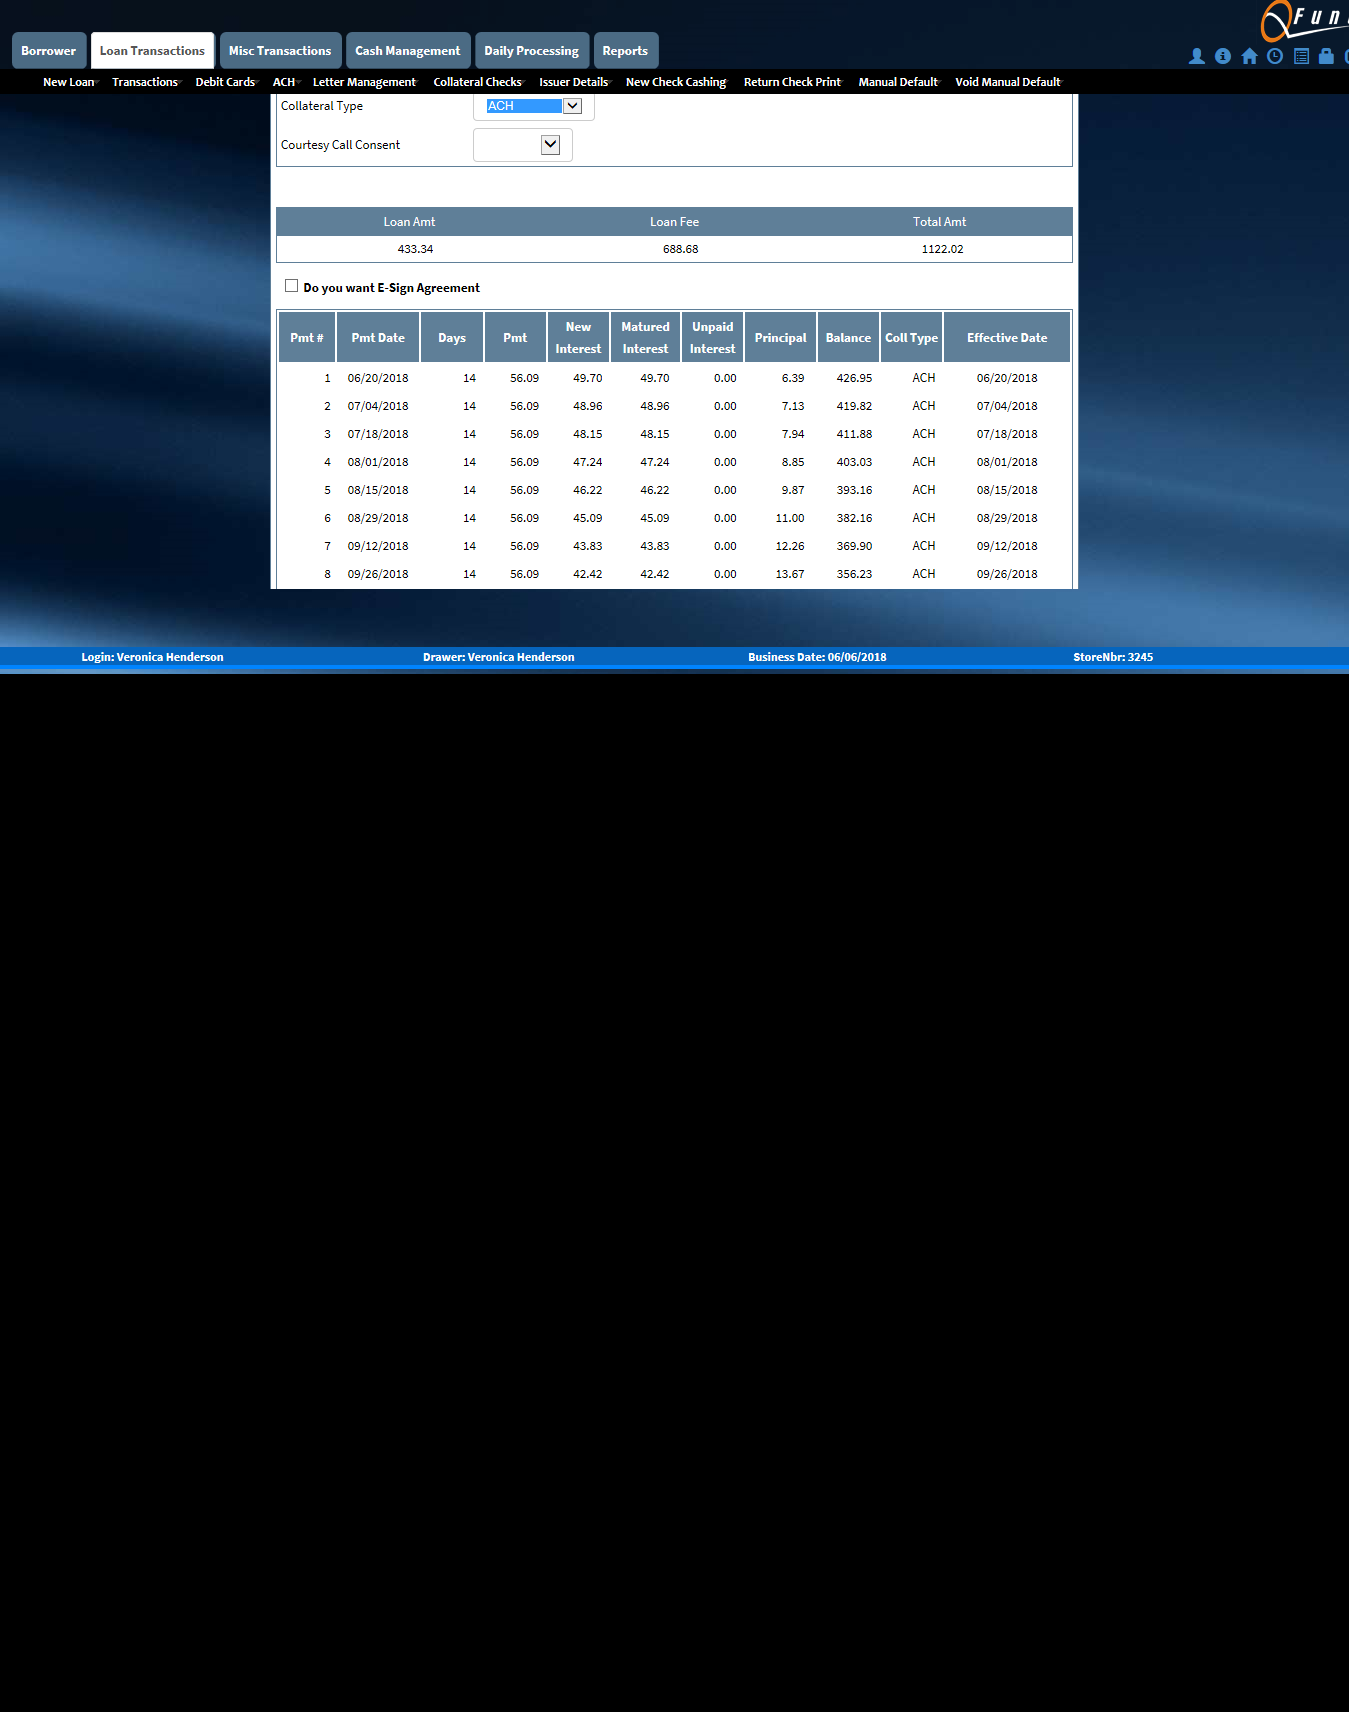 Fun
Borrower Loan Transactions Misc Transactions Cash Management Daily Processing Reports
New Loan Transactions Debit Cards ACH Letter Management Collateral Checks Issuer Details New Check Cashing Return Check Print Manual Default Void Manual Default
Collateral Type ACH
Courtesy Call Consent
Loan Amt Loan Fee Total Amt
433.34 688.68 1122.02
Do you want E-Sign Agreement
Pmt # Pmt Date Days Pmt New Interest Matured Interest Unpaid Interest Principal Balance Coll Type Effective Date
1 06/20/2018 14 56.09 49.70 49.70 0.00 6.39 426.95 ACH 06/20/2018
2 07/04/2018 14 56.09 48.96 48.96 0.00 7.13 419.82 ACH 07/04/2018
3 07/18/2018 14 56.09 48.15 48.15 0.00 7.94 411.88 ACH 07/18/2018
4 08/01/2018 14 56.09 47.24 47.24 0.00 8.85 403.03 ACH 08/01/2018
5 08/15/2018 14 56.09 46.22 46.22 0.00 9.87 393.16 ACH 08/15/2018
6 08/29/2018 14 56.09 45.09 45.09 0.00 11.00 382.16 ACH 08/29/2018
7 09/12/2018 14 56.09 43.83 43.83 0.00 12.26 369.90 ACH 09/12/2018
8 09/26/2018 14 56.09 42.42 42.42 0.00 13.67 356.23 ACH 09/26/2018
Login: Veronica Henderson Drawer: Veronica Henderson Business Date: 06/06/2018 StoreNbr: 3245